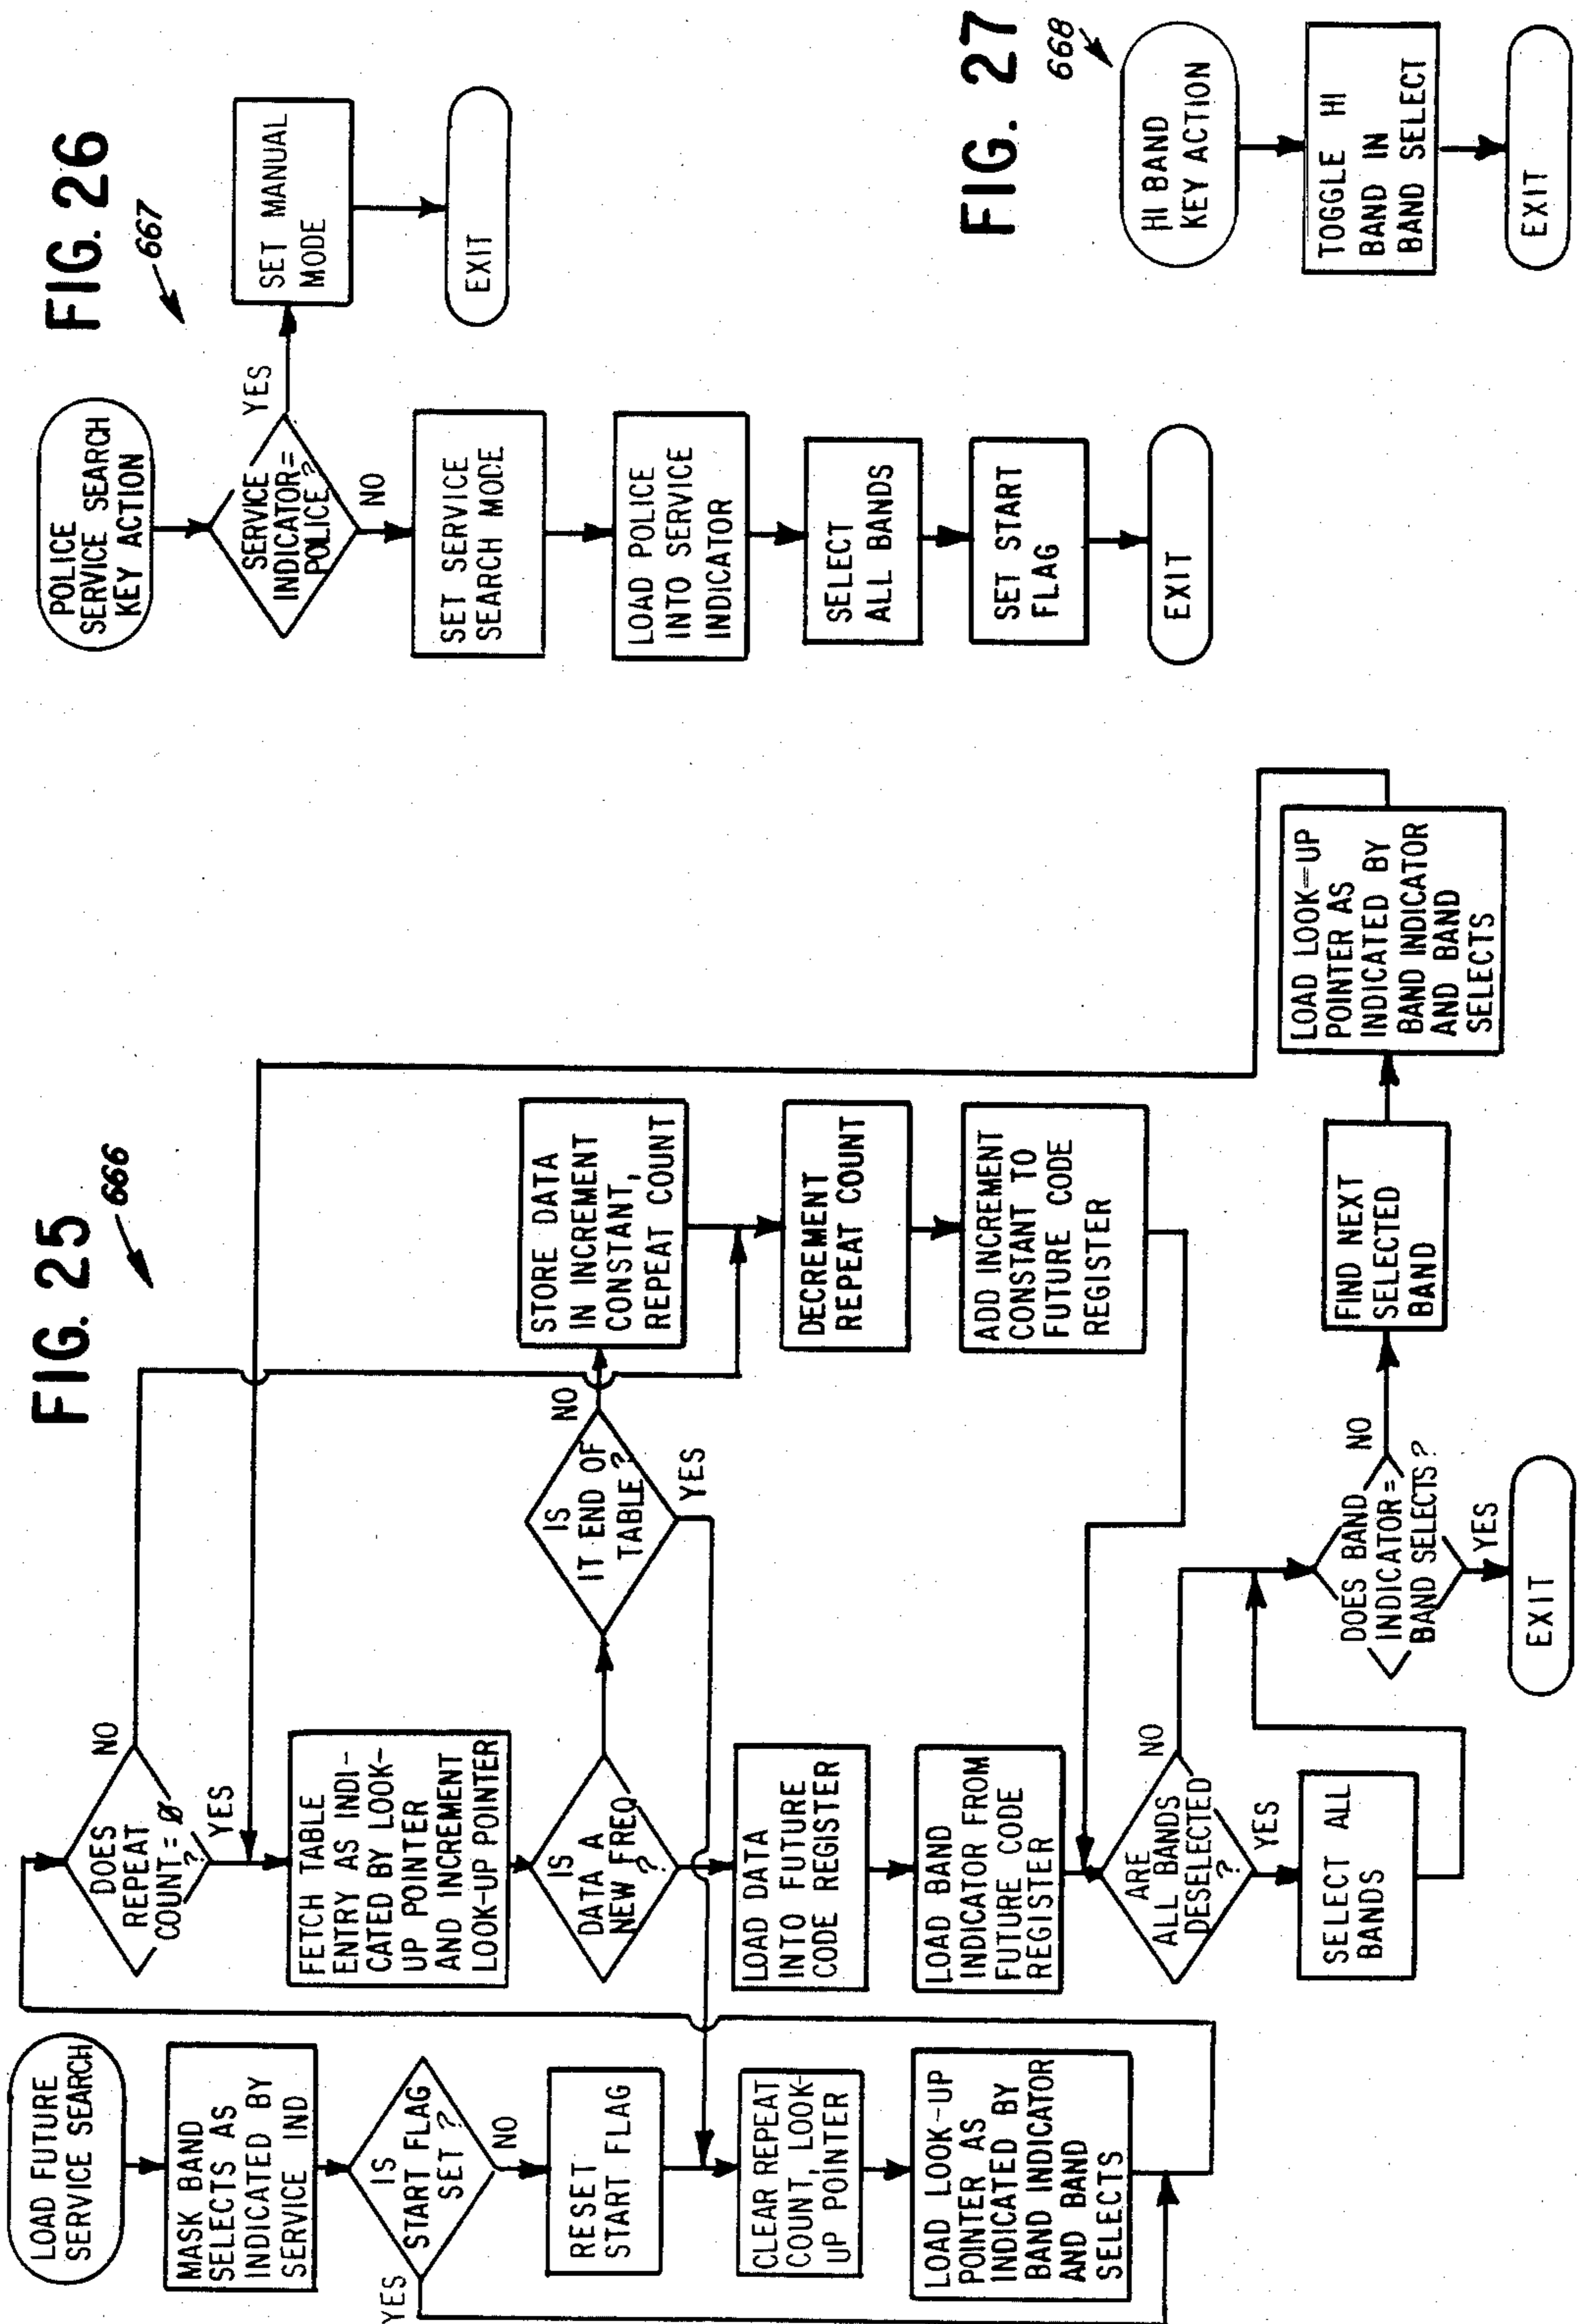 FIG. 25
666
LOAD FUTURE
SERVICE SEARCH
MASK BAND
SELECTS AS
INDICATED BY
SERVICE IND
IS
START FLAG
SET ?
YES
NO
RESET
START FLAG
CLEAR REPEAT
COUNT, LOOK-
UP POINTER
LOAD LOOK-UP
POINTER AS
INDICATED BY
BAND INDICATOR
AND BAND
SELECTS
DOES
REPEAT
COUNT = Ø
?
NO
YES
FETCH TABLE
ENTRY AS INDI-
CATED BY LOOK-
UP POINTER
AND INCREMENT
LOOK-UP POINTER
IS
DATA A
NEW FREQ
?
IS
IT END OF
TABLE ?
NO
YES
STORE DATA
IN INCREMENT
CONSTANT,
REPEAT COUNT
DECREMENT
REPEAT COUNT
ADD INCREMENT
CONSTANT TO
FUTURE CODE
REGISTER
LOAD DATA
INTO FUTURE
CODE REGISTER
LOAD BAND
INDICATOR FROM
FUTURE CODE
REGISTER
ARE
ALL BANDS
DESELECTED
?
NO
YES
SELECT ALL
BANDS
DOES BAND
INDICATOR =
BAND SELECTS ?
NO
YES
EXIT
FIND NEXT
SELECTED
BAND
LOAD LOOK-UP
POINTER AS
INDICATED BY
BAND INDICATOR
AND BAND
SELECTS
FIG. 26
667
POLICE
SERVICE SEARCH
KEY ACTION
SERVICE
INDICATOR =
POLICE ?
YES
NO
SET MANUAL
MODE
EXIT
SET SERVICE
SEARCH MODE
LOAD POLICE
INTO SERVICE
INDICATOR
SELECT
ALL BANDS
SET START
FLAG
EXIT
FIG. 27
668
HI BAND
KEY ACTION
TOGGLE HI
BAND IN
BAND SELECT
EXIT